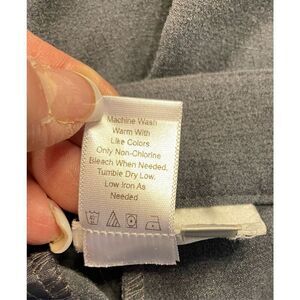 Machine Wash
Warm With
Like Colors
Only Non-Chlorine
Bleach When Needed.
Tumble Dry Low.
Low Iron As
Needed